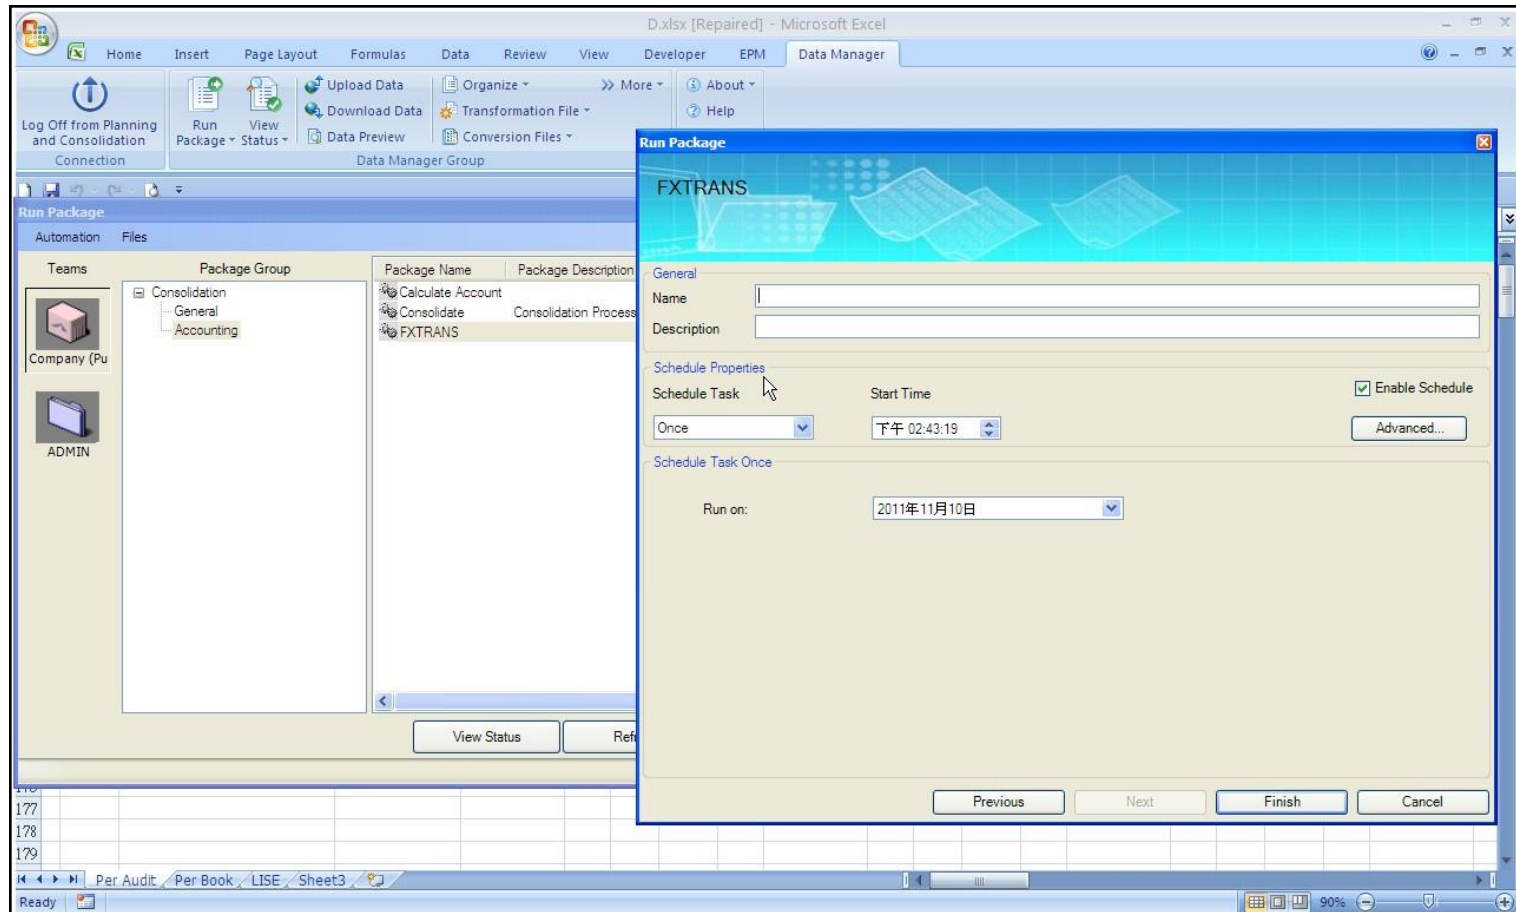 D.xlsx [Repaired] - Microsoft Excel
Home Insert Page Layout Formulas Data Review View Developer EPM Data Manager
Log Off from Planning and Consolidation
Connection
Run Package
View Status
Upload Data
Download Data
Data Preview
Organize
Transformation File
Conversion Files
More
Data Manager Group
About
Help
Run Package
Automation Files
Teams
Company (Pu
ADMIN
Package Group
Consolidation
General
Accounting
Package Name Package Description
Calculate Account
Consolidate Consolidation Process
FXTRANS
View Status
Refr
Run Package
FXTRANS
General
Name
Description
Schedule Properties
Schedule Task Start Time
Enable Schedule
Once 下午 02:43:19 Advanced...
Schedule Task Once
Run on: 2011年11月10日
Previous Next Finish Cancel
177
178
179
Per Audit Per Book LISE Sheet3
Ready 90%